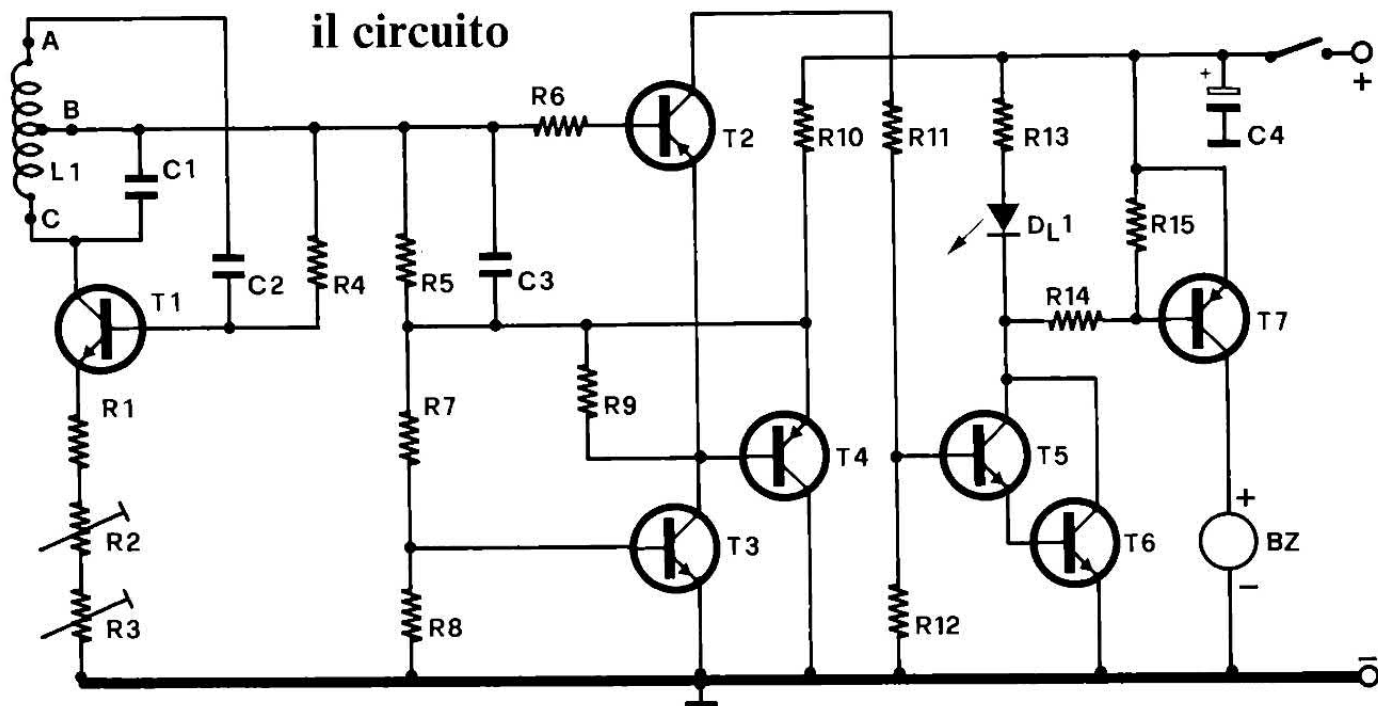 il circuito
A
B
L1
C
C1
C2
R4
R5
C3
R6
T2
R10
R11
R13
C4
+
+
DL1
R15
R14
T7
T1
R1
R2
R3
R7
R9
T4
T5
T6
T3
R8
R12
+
BZ
−
−